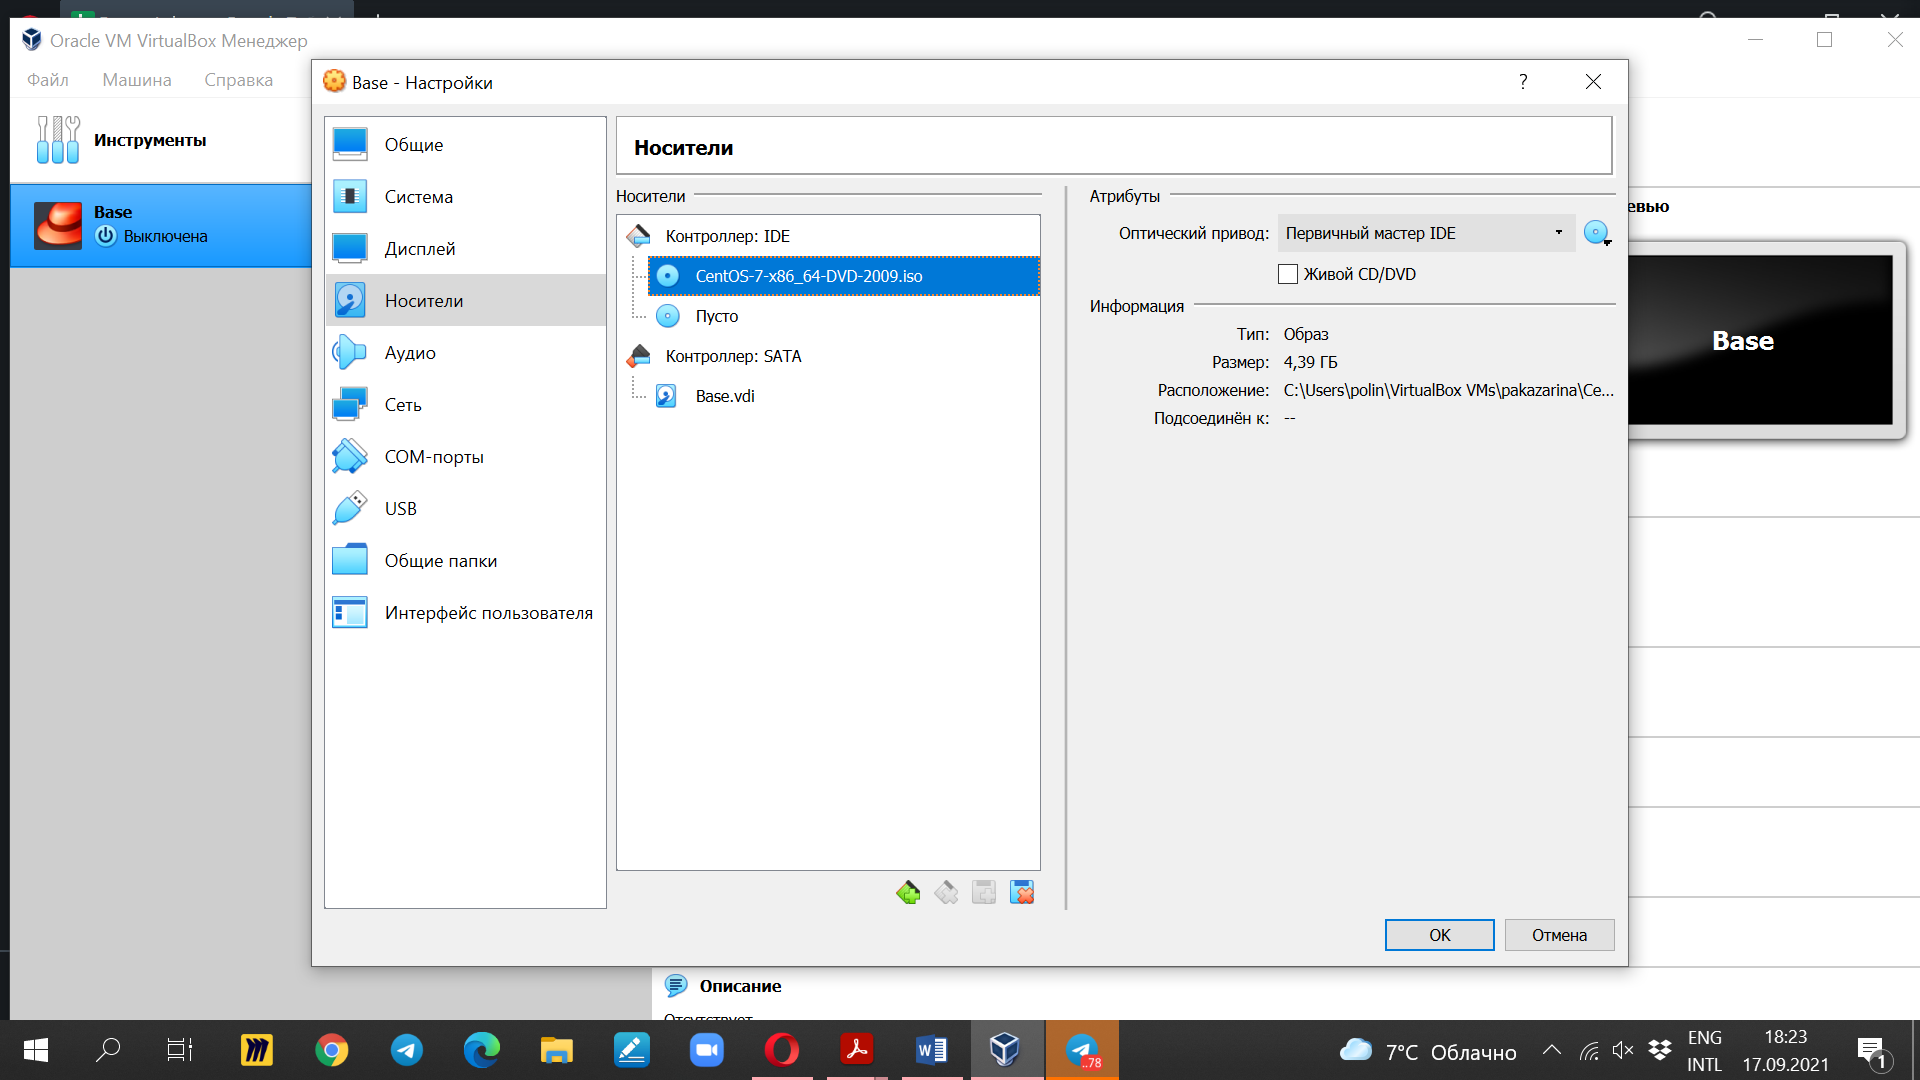 Oracle VM VirtualBox Менеджер
Файл Машина Справка
Инструменты
Base
Выключена
Base - Настройки
?
Общие
Система
Дисплей
Носители
Аудио
Сеть
COM-порты
USB
Общие папки
Интерфейс пользователя
Носители
Носители
Контроллер: IDE
CentOS-7-x86_64-DVD-2009.iso
Пусто
Контроллер: SATA
Base.vdi
Атрибуты
Оптический привод: Первичный мастер IDE
Живой CD/DVD
Информация
Тип: Образ
Размер: 4,39 ГБ
Расположение: C:\Users\polin\VirtualBox VMs\pakazarina\Ce...
Подсоединён к: --
OK Отмена
евью
Base
Описание
Отсутствует
7°C Облачно
ENG
INTL
18:23
17.09.2021
1
..78